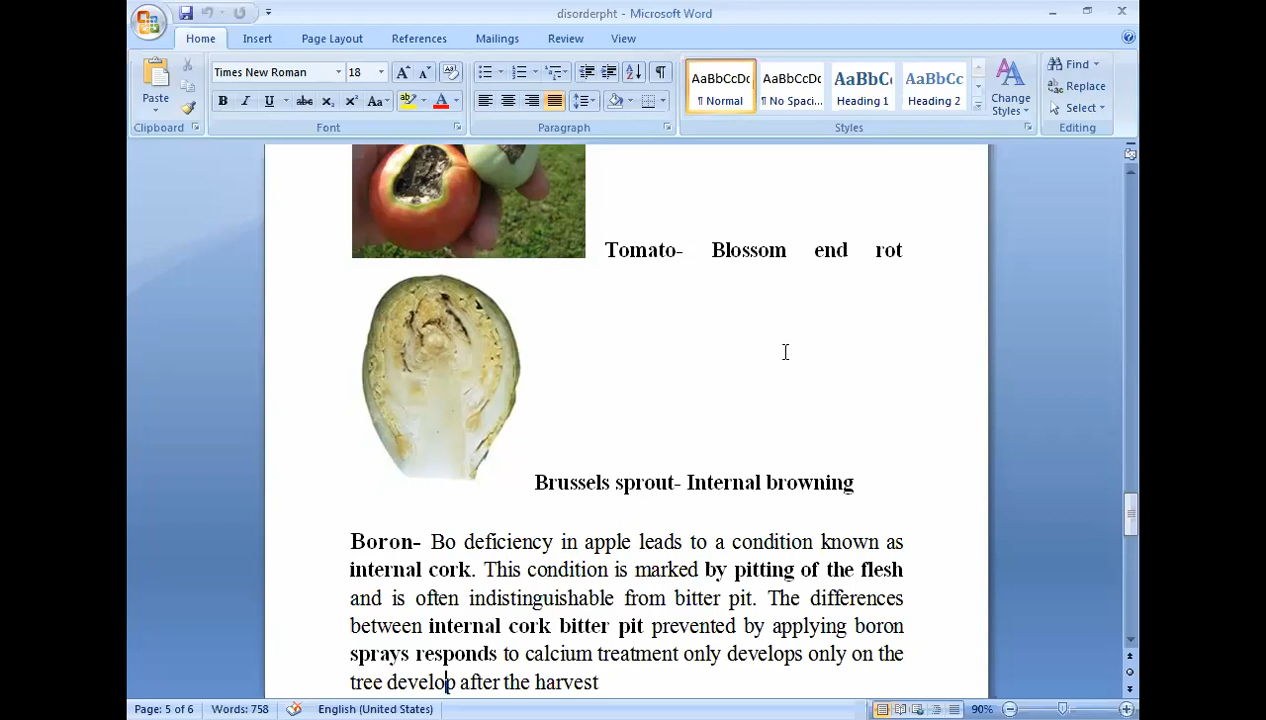 disorderpht - Microsoft Word
Home Insert Page Layout References Mailings Review View
Paste
Clipboard
Times New Roman 18
B I U abc x₂ x² Aa
Font
Paragraph
AaBbCcDc AaBbCcDc AaBbCc AaBbCc
¶ Normal ¶ No Spaci... Heading 1 Heading 2
Change
Styles
Styles
Find
Replace
Select
Editing
Tomato- Blossom end rot
Brussels sprout- Internal browning
Boron- Bo deficiency in apple leads to a condition known as
internal cork. This condition is marked by pitting of the flesh
and is often indistinguishable from bitter pit. The differences
between internal cork bitter pit prevented by applying boron
sprays responds to calcium treatment only develops only on the
tree develop after the harvest
Page: 5 of 6 Words: 758 English (United States) 90%